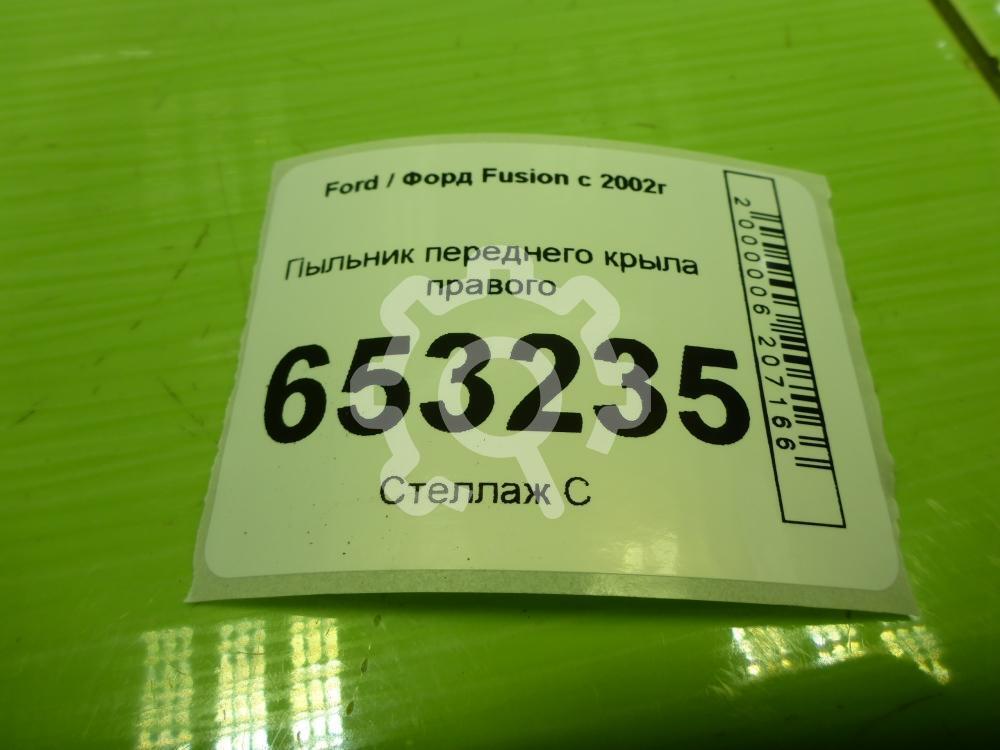 Ford / Форд Fusion с 2002г
Пыльник переднего крыла
правого
653235
Стеллаж С
2000006207166